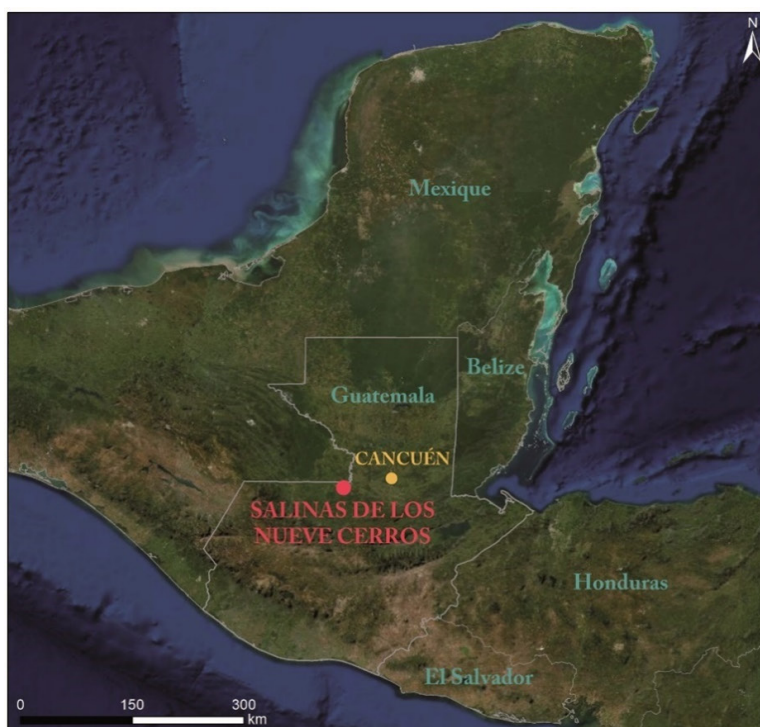 N
Mexique
Belize
Guatemala
CANCUÉN
SALINAS DE LOS
NUEVE CERROS
Honduras
El Salvador
0 150 300
km